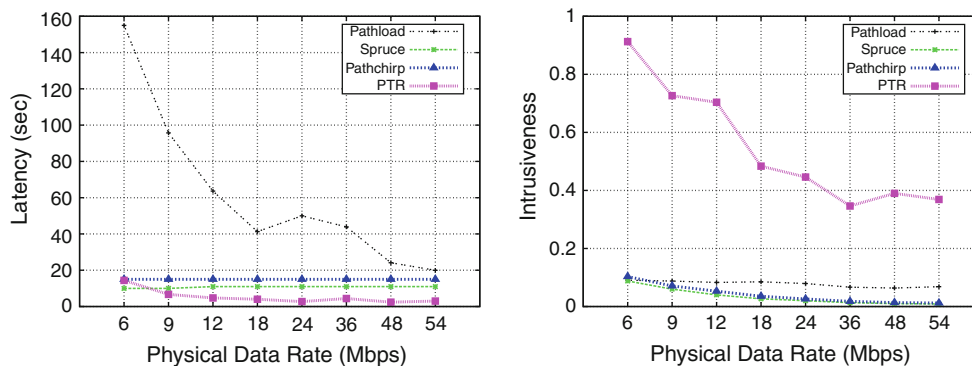 160
140
120
100
80
60
40
20
0
Latency (sec)
Pathload
Spruce
Pathchirp
PTR
6 9 12 18 24 36 48 54
Physical Data Rate (Mbps)
1
0.8
0.6
0.4
0.2
0
Intrusiveness
Pathload
Spruce
Pathchirp
PTR
6 9 12 18 24 36 48 54
Physical Data Rate (Mbps)